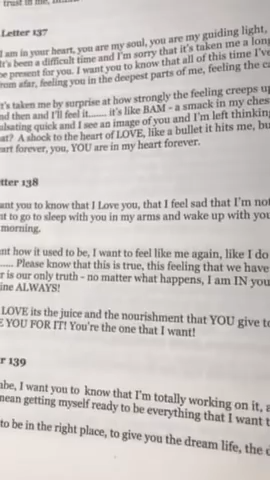 trust in me,
Letter 137
I am in your heart, you are my soul, you are my guiding light,
It's been a difficult time and I'm sorry that it's taken me a long
be present for you. I want you to know that all of this time I've
from afar, feeling you in the deepest parts of me, feeling the
It's taken me by surprise at how strongly the feeling creeps up
and then and I'll feel it....... it's like BAM - a smack in my ches
ulsating quick and I see an image of you and I'm left thinking
at? A shock to the heart of LOVE, like a bullet it hits me, bu
art forever, you, YOU are in my heart forever.
tter 138
ant you to know that I Love you, that I feel sad that I'm not
nt to go to sleep with you in my arms and wake up with you
morning.
nt how it used to be, I want to feel like me again, like I do
..... Please know that this is true, this feeling that we have
r is our only truth - no matter what happens, I am IN you
ine ALWAYS!
LOVE its the juice and the nourishment that YOU give to
E YOU FOR IT! You're the one that I want!
r 139
abe, I want you to know that I'm totally working on it, a
mean getting myself ready to be everything that I want t
to be in the right place, to give you the dream life, the